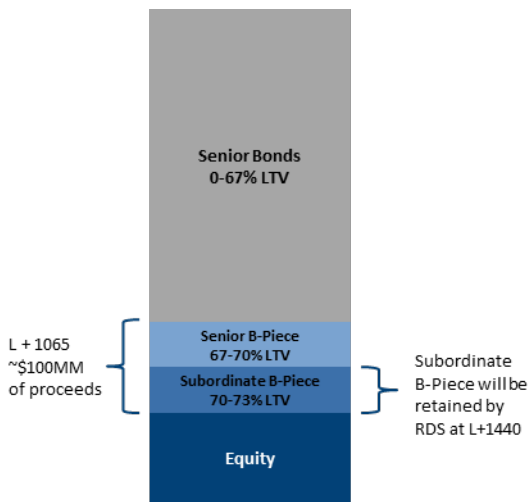 Senior Bonds
0-67% LTV
L + 1065
~$100MM
of proceeds
Senior B-Piece
67-70% LTV
Subordinate B-Piece
70-73% LTV
Subordinate
B-Piece will be
retained by
RDS at L+1440
Equity